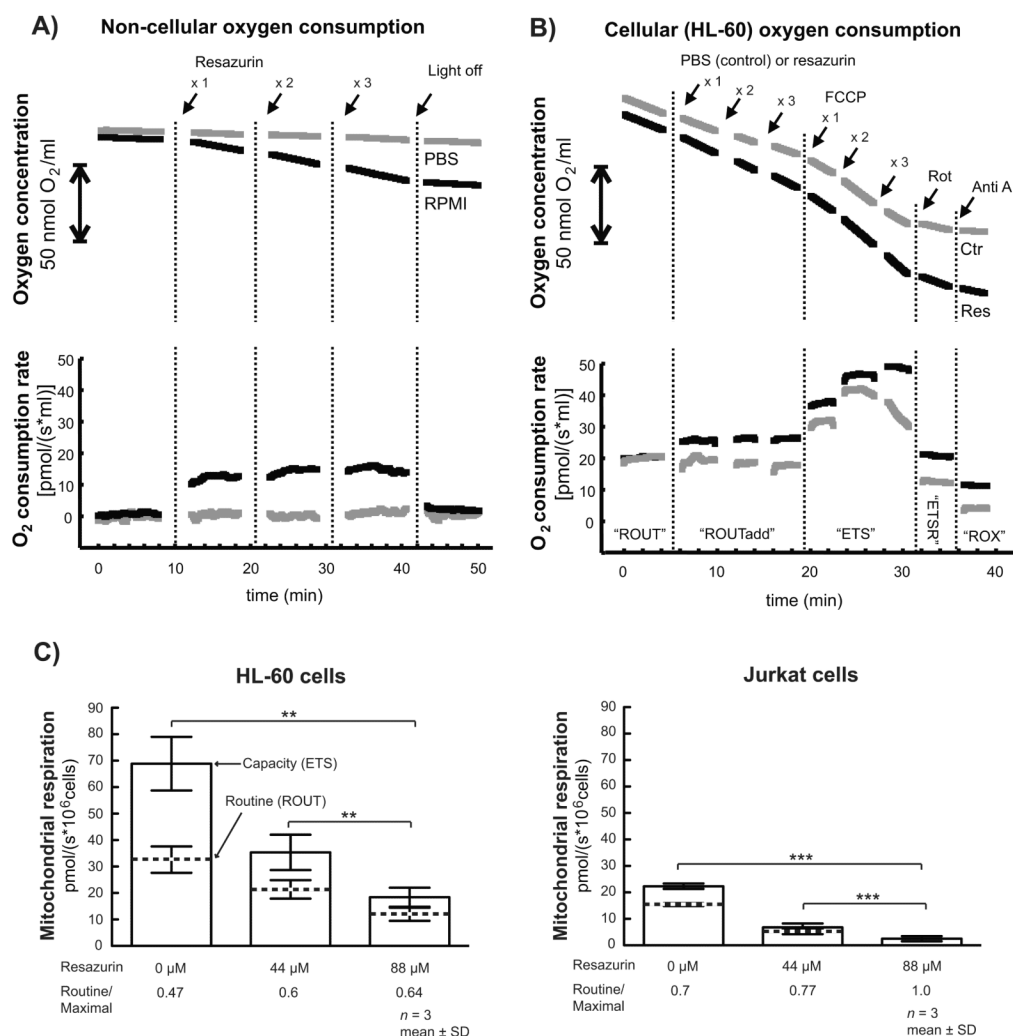 A)
Non-cellular oxygen consumption
Resazurin
Light off
x 1
x 2
x 3
PBS
RPMI
Oxygen concentration
50 nmol O2/ml
O2 consumption rate
[pmol/(s*ml)]
50
40
30
20
10
0
0 10 20 30 40 50
time (min)
B)
Cellular (HL-60) oxygen consumption
PBS (control) or resazurin
x 1
x 2
x 3
FCCP
x 1
x 2
x 3
Rot
Anti A
Ctr
Res
Oxygen concentration
50 nmol O2/ml
O2 consumption rate
[pmol/(s*ml)]
50
40
30
20
10
0
"ROUT" "ROUTadd" "ETS" "ETSR" "ROX"
0 10 20 30 40
time (min)
C)
HL-60 cells
Mitochondrial respiration
pmol/(s*10^6cells)
90
80
70
60
50
40
30
20
10
0
**
Capacity (ETS)
Routine (ROUT)
**
Resazurin 0 µM 44 µM 88 µM
Routine/ 0.47 0.6 0.64
Maximal
n = 3
mean ± SD
Jurkat cells
Mitochondrial respiration
pmol/(s*10^6cells)
90
80
70
60
50
40
30
20
10
0
***
***
Resazurin 0 µM 44 µM 88 µM
Routine/ 0.7 0.77 1.0
Maximal
n = 3
mean ± SD